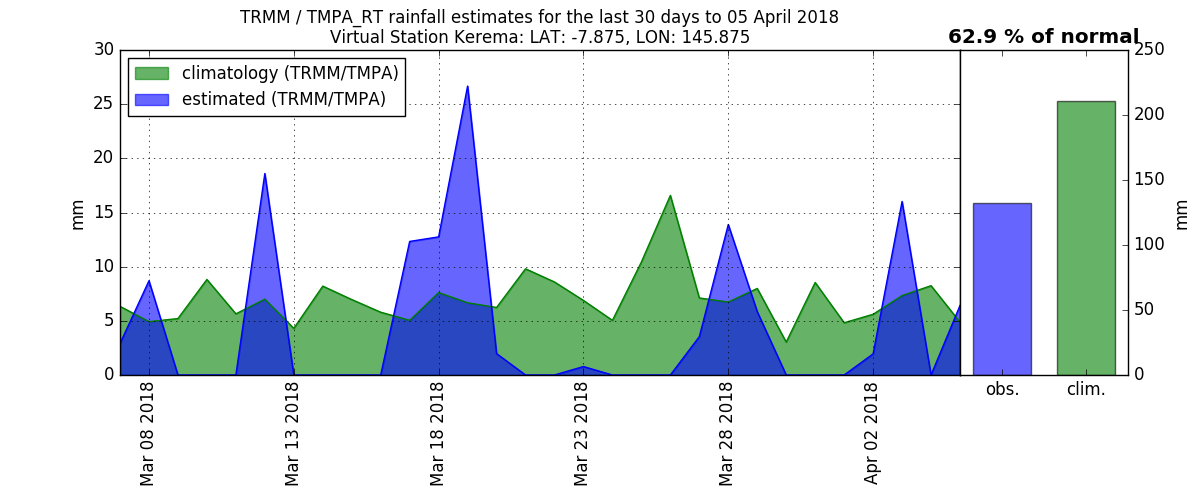 TRMM / TMPA_RT rainfall estimates for the last 30 days to 05 April 2018
Virtual Station Kerema: LAT: -7.875, LON: 145.875
62.9 % of normal
climatology (TRMM/TMPA)
estimated (TRMM/TMPA)
30
25
20
15
10
5
0
mm
250
200
150
100
50
0
mm
Mar 08 2018
Mar 13 2018
Mar 18 2018
Mar 23 2018
Mar 28 2018
Apr 02 2018
obs.
clim.